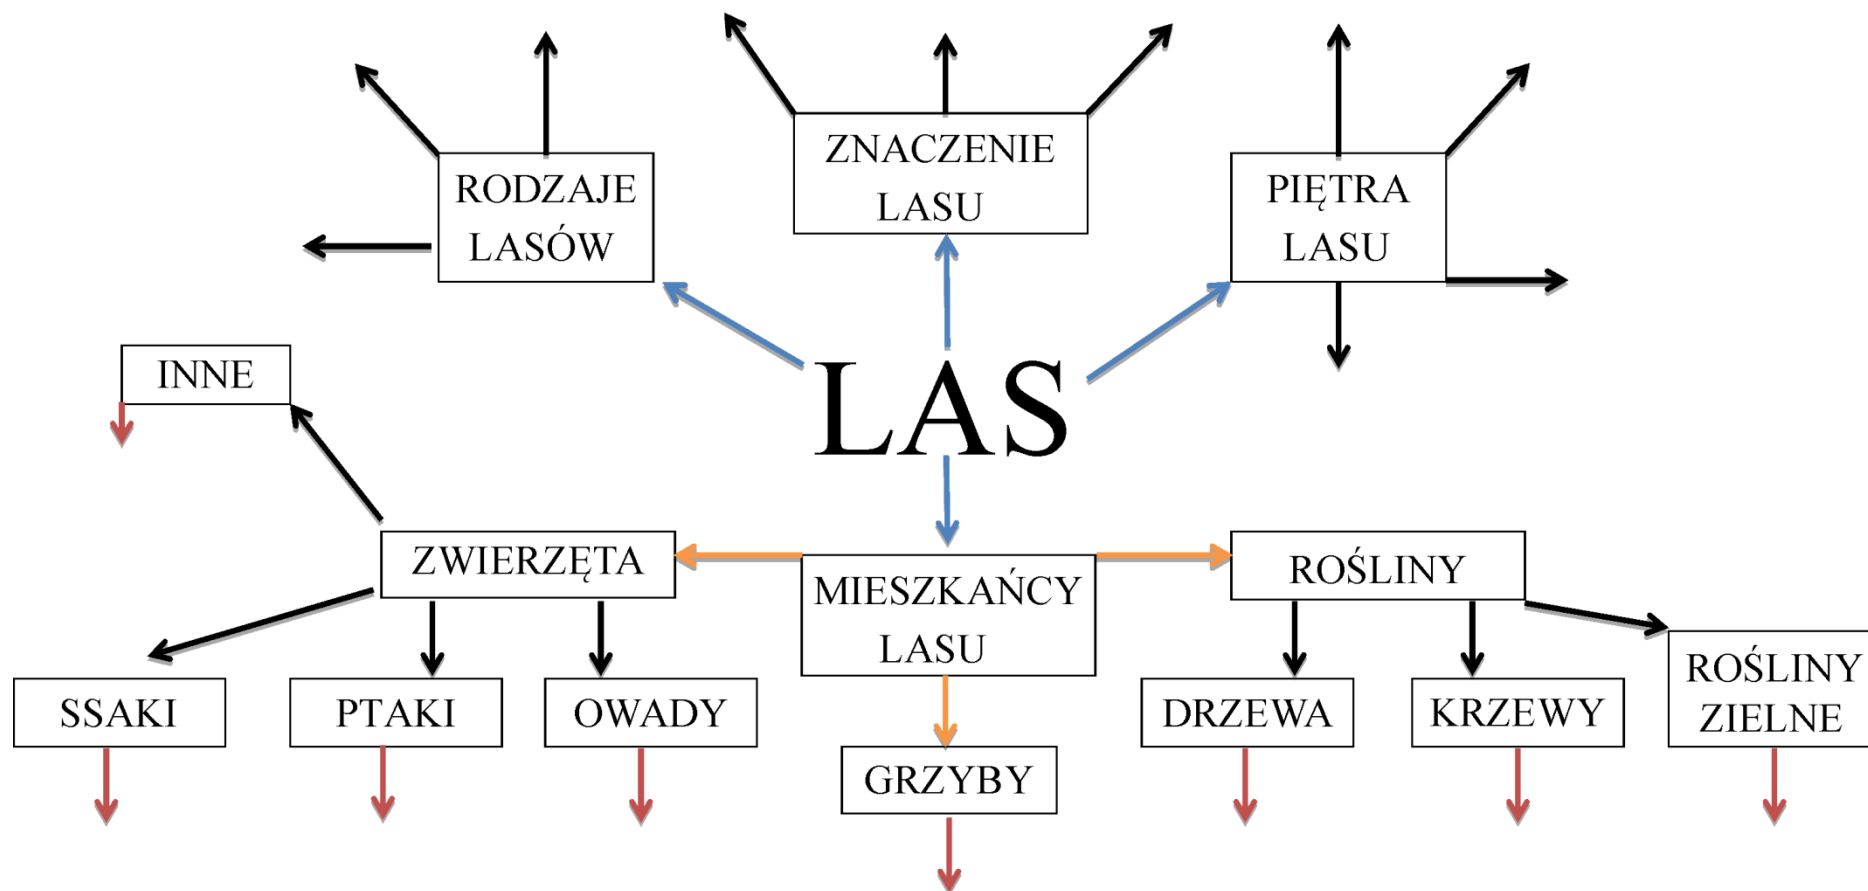 ZNACZENIE
LASU
RODZAJE
LASÓW
PIĘTRA
LASU
INNE
LAS
ZWIERZĘTA
MIESZKAŃCY
LASU
ROŚLINY
SSAKI
PTAKI
OWADY
GRZYBY
DRZEWA
KRZEWY
ROŚLINY
ZIELNE